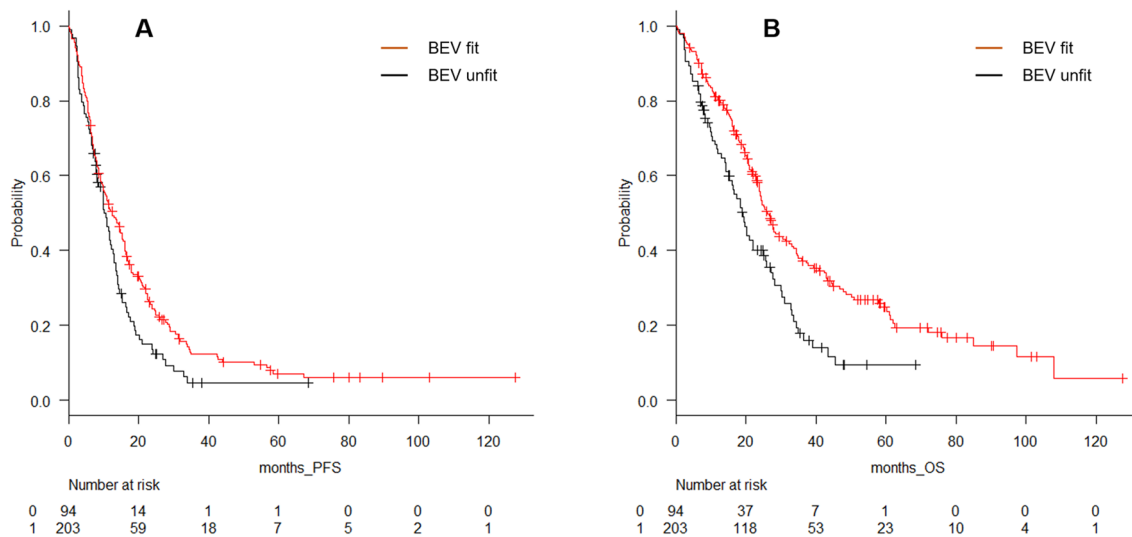 A
BEV fit
BEV unfit
1.0
0.8
0.6
0.4
0.2
0.0
Probability
0 20 40 60 80 100 120
months_PFS
Number at risk
0 94 14 1 1 0 0 0
1 203 59 18 7 5 2 1
B
BEV fit
BEV unfit
1.0
0.8
0.6
0.4
0.2
0.0
Probability
0 20 40 60 80 100 120
months_OS
Number at risk
0 94 37 7 1 0 0 0
1 203 118 53 23 10 4 1